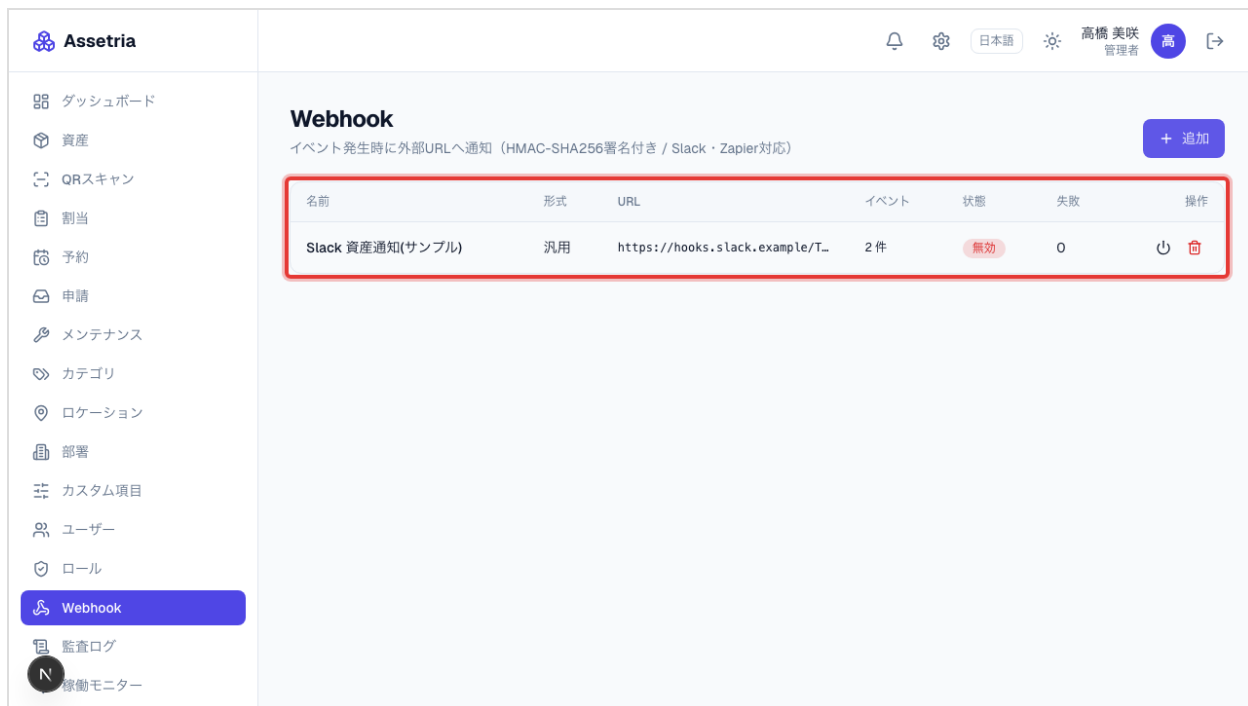 Assetria
日本語
高橋 美咲
管理者
高
ダッシュボード
資産
QRスキャン
割当
予約
申請
メンテナンス
カテゴリ
ロケーション
部署
カスタム項目
ユーザー
ロール
Webhook
監査ログ
稼働モニター
N
Webhook
イベント発生時に外部URLへ通知（HMAC-SHA256署名付き / Slack・Zapier対応）
+ 追加
名前 形式 URL イベント 状態 失敗 操作
Slack 資産通知(サンプル) 汎用 https://hooks.slack.example/T… 2 件 無効 0